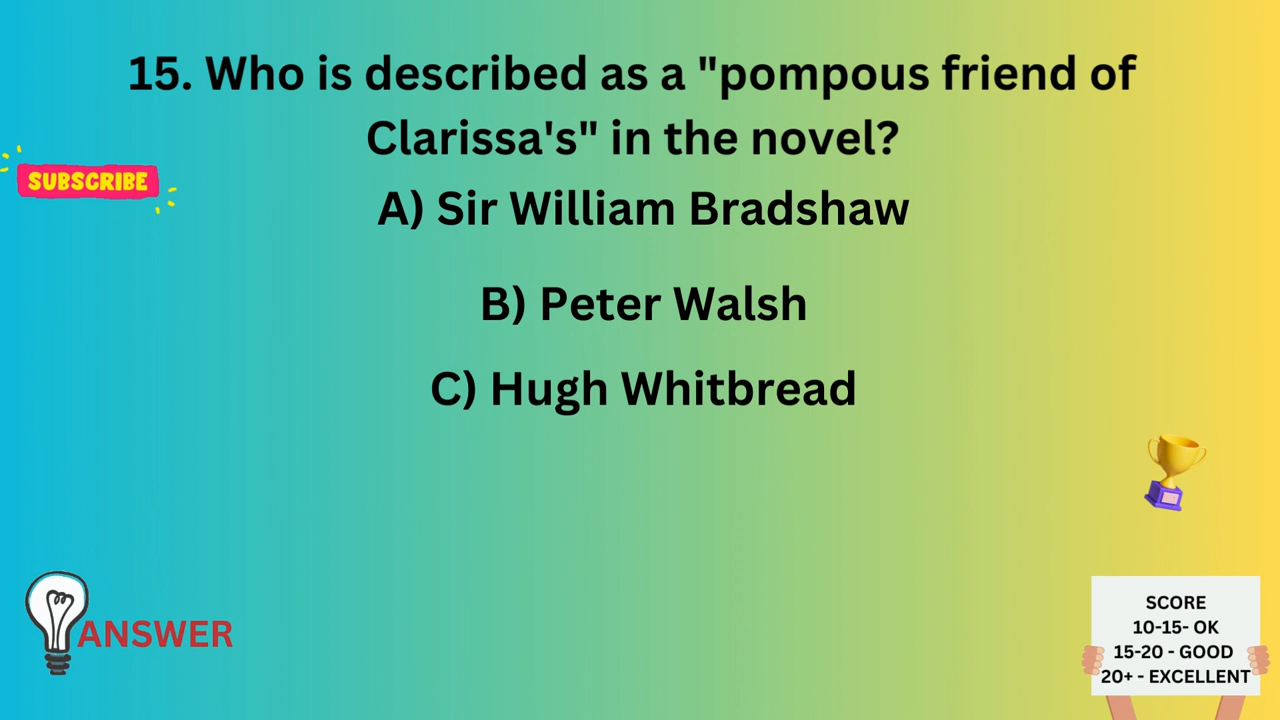 15. Who is described as a "pompous friend of
Clarissa's" in the novel?
SUBSCRIBE
A) Sir William Bradshaw
B) Peter Walsh
C) Hugh Whitbread
ANSWER
SCORE
10-15- OK
15-20 - GOOD
20+ - EXCELLENT